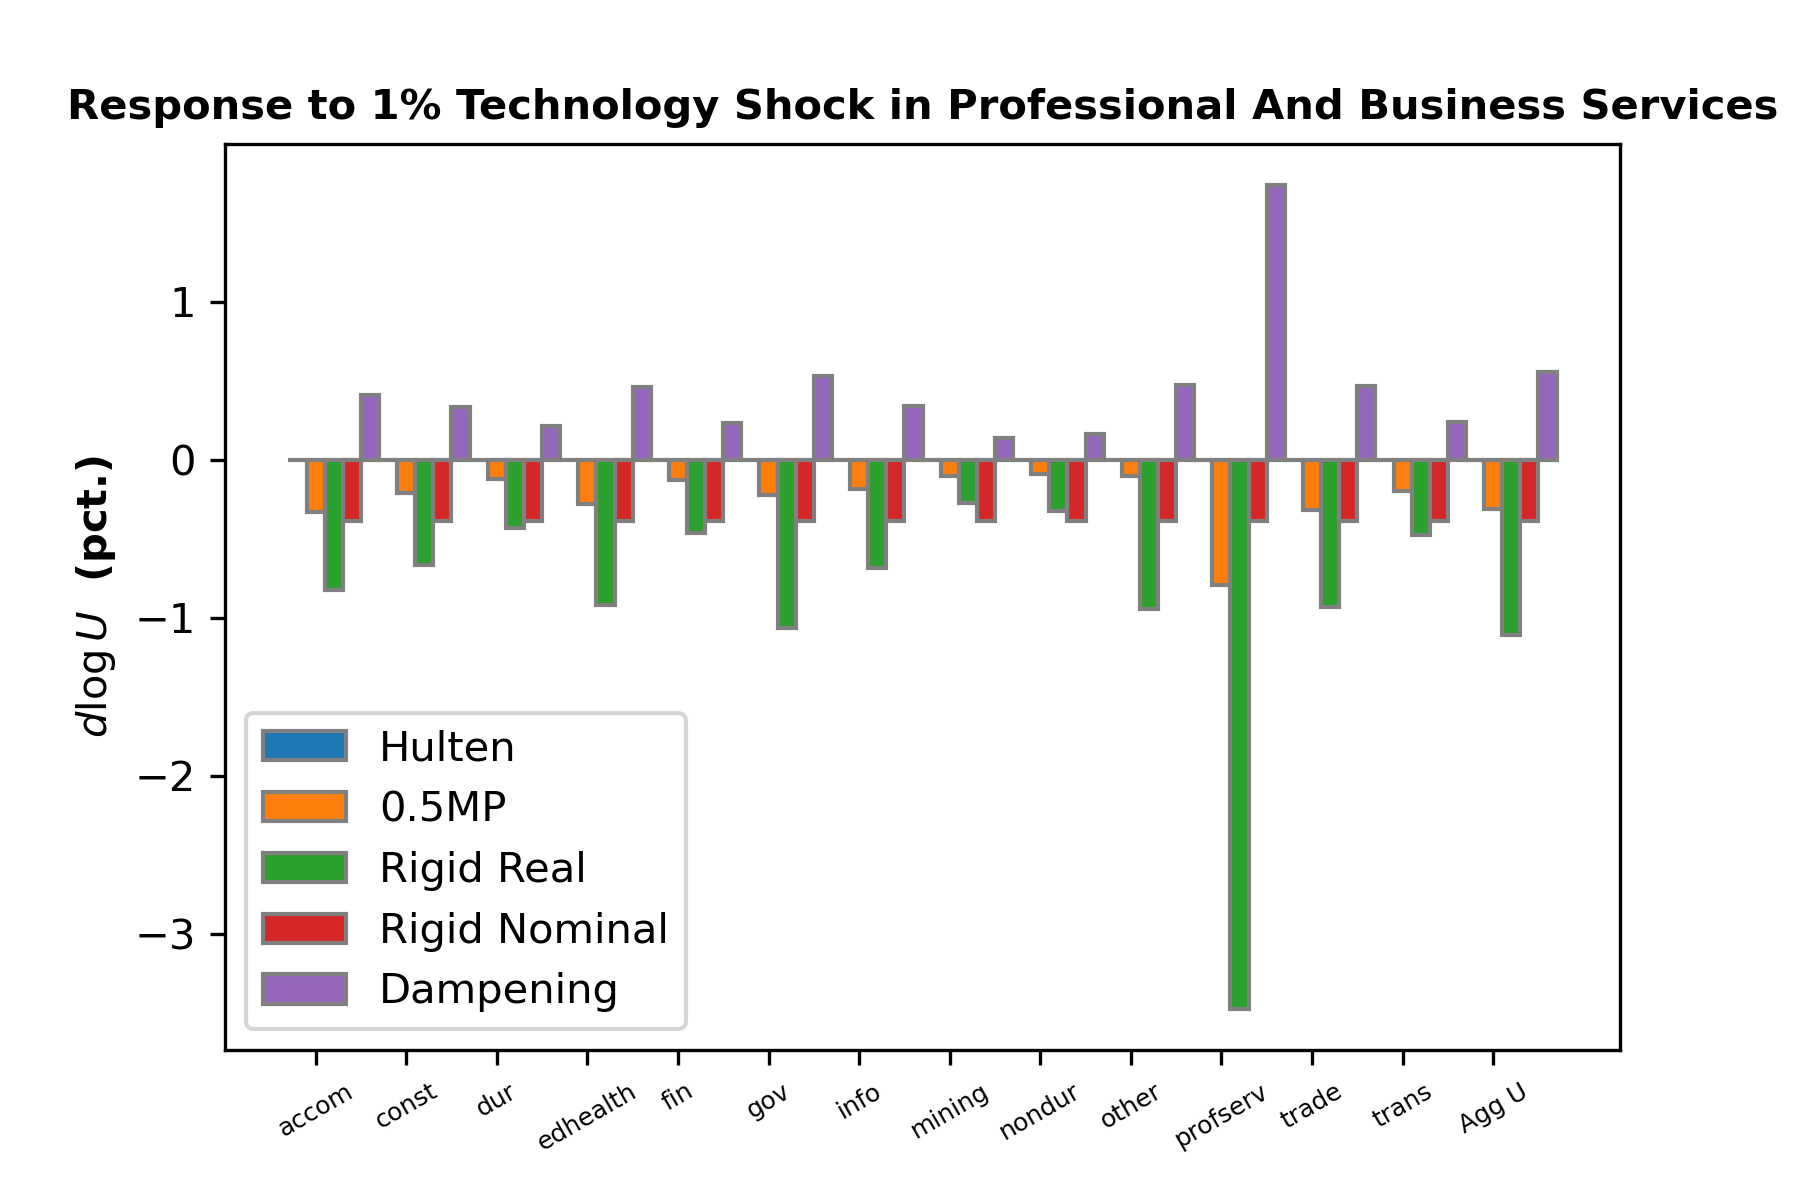 Response to 1% Technology Shock in Professional And Business Services
dlog U (pct.)
1
0
−1
−2
−3
Hulten
0.5MP
Rigid Real
Rigid Nominal
Dampening
accom const dur edhealth fin gov info mining nondur other profserv trade trans Agg U